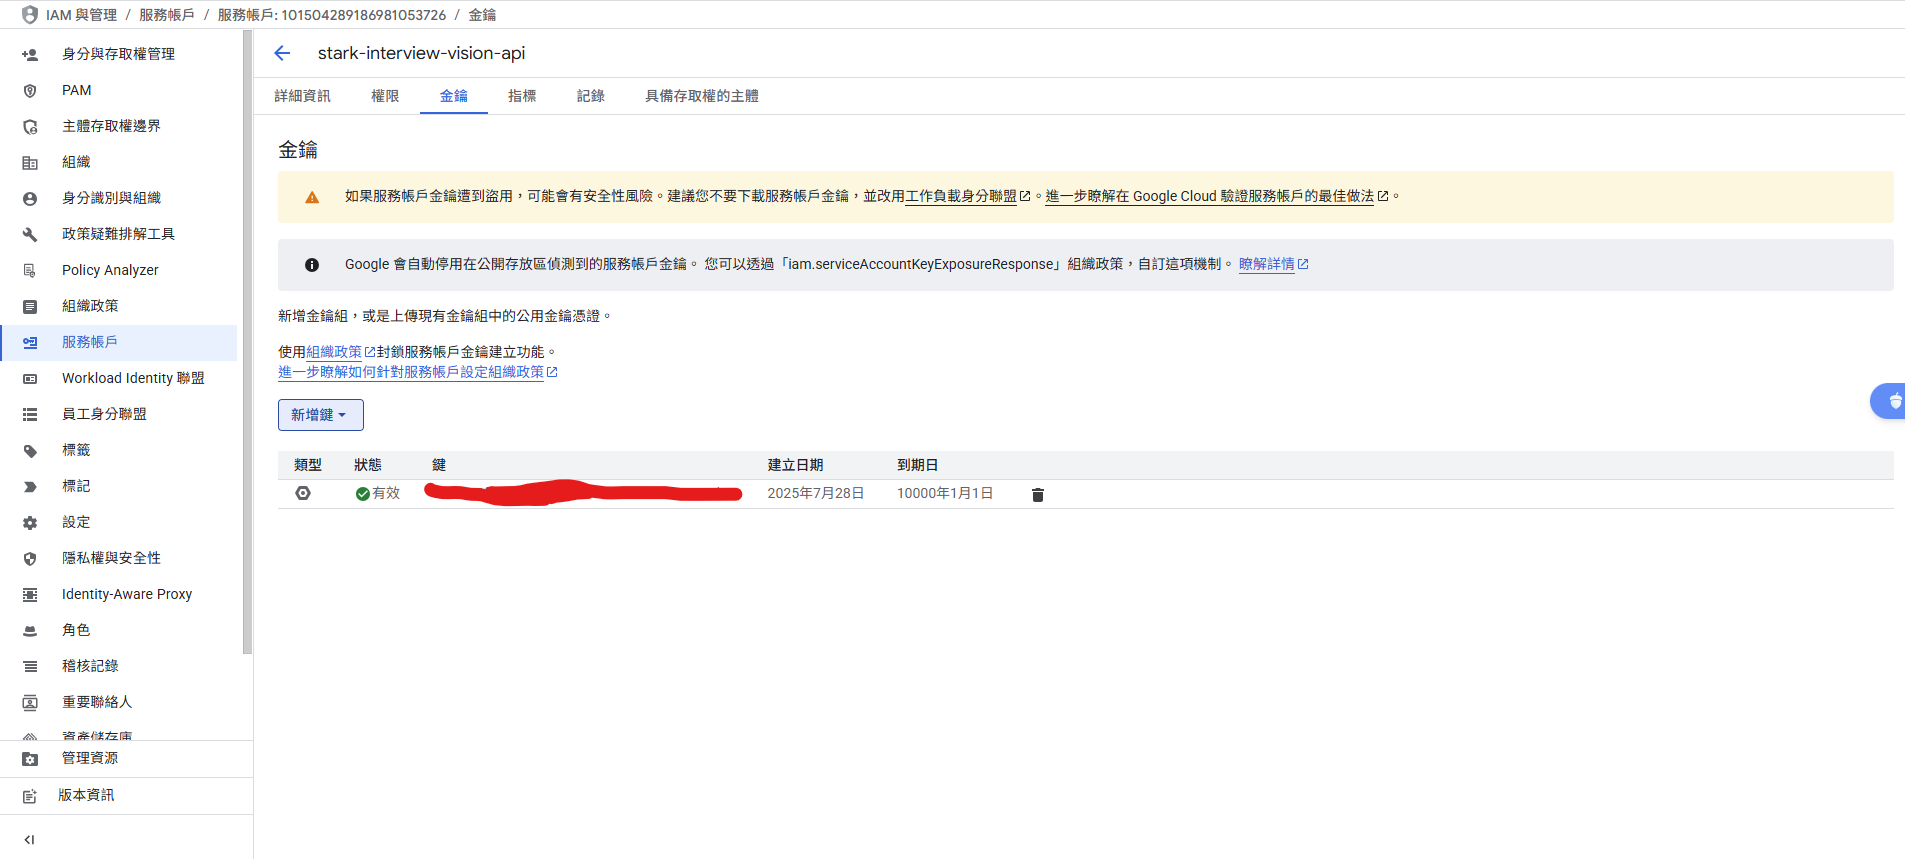 IAM 與管理 / 服務帳戶 / 服務帳戶: 101504289186981053726 / 金鑰
身分與存取權管理
PAM
主體存取權邊界
組織
身分識別與組織
政策疑難排解工具
Policy Analyzer
組織政策
服務帳戶
Workload Identity 聯盟
員工身分聯盟
標籤
標記
設定
隱私權與安全性
Identity-Aware Proxy
角色
稽核記錄
重要聯絡人
資產儲存庫
管理資源
版本資訊
stark-interview-vision-api
詳細資訊 權限 金鑰 指標 記錄 具備存取權的主體
金鑰
如果服務帳戶金鑰遭到盜用，可能會有安全性風險。建議您不要下載服務帳戶金鑰，並改用工作負載身分聯盟。進一步瞭解在 Google Cloud 驗證服務帳戶的最佳做法。
Google 會自動停用在公開存放區偵測到的服務帳戶金鑰。 您可以透過「iam.serviceAccountKeyExposureResponse」組織政策，自訂這項機制。 瞭解詳情
新增金鑰組，或是上傳現有金鑰組中的公用金鑰憑證。
使用組織政策封鎖服務帳戶金鑰建立功能。
進一步瞭解如何針對服務帳戶設定組織政策
新增鍵
類型 狀態 鍵 建立日期 到期日
有效 2025年7月28日 10000年1月1日